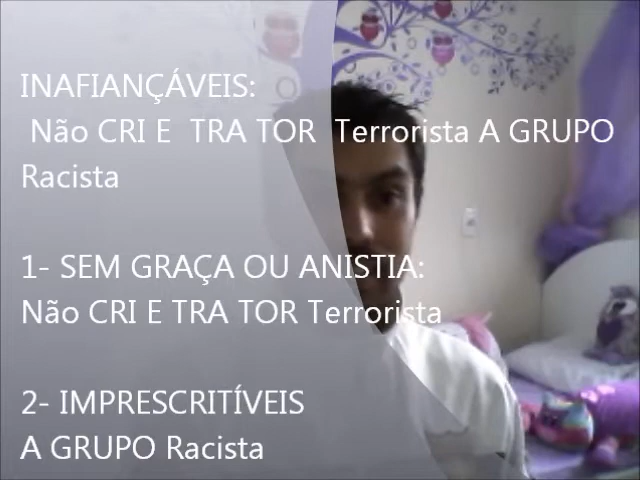 INAFIANÇÁVEIS:
Não CRI E TRA TOR Terrorista A GRUPO
Racista
1- SEM GRAÇA OU ANISTIA:
Não CRI E TRA TOR Terrorista
2- IMPRESCRITÍVEIS
A GRUPO Racista